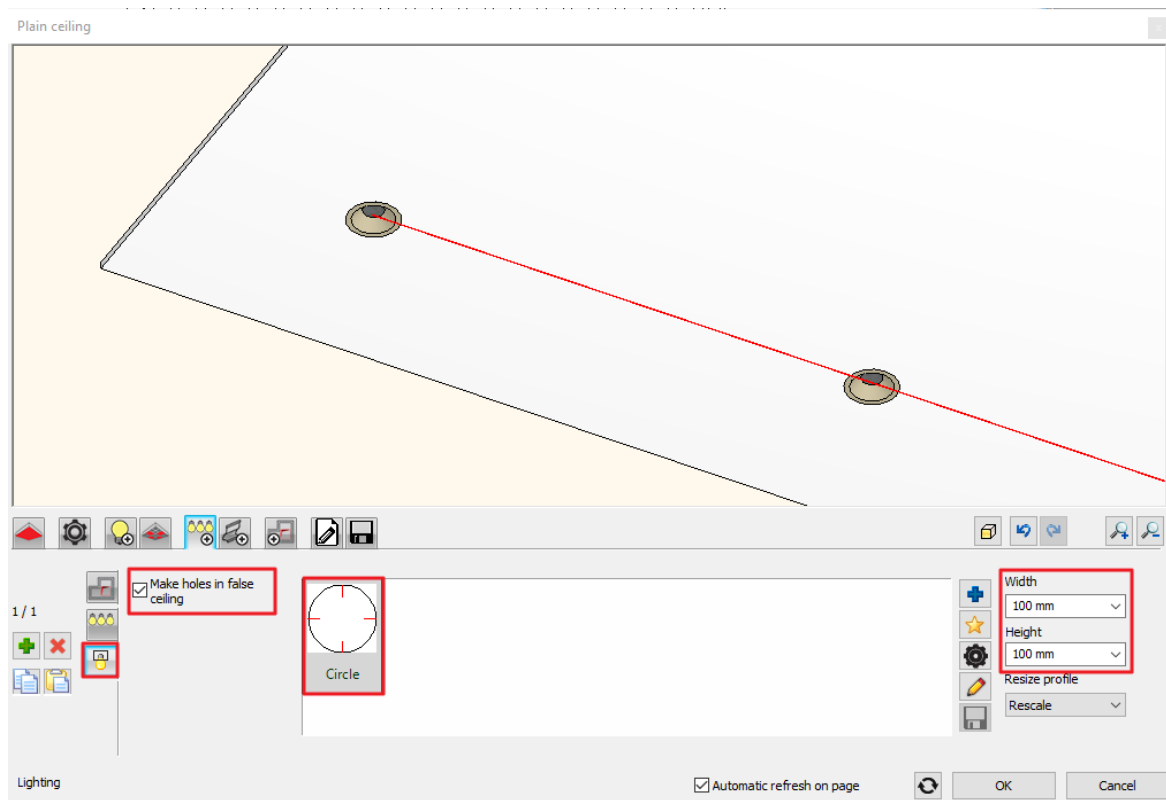 Plain ceiling
1 / 1
Make holes in false
ceiling
Circle
Width
100 mm
Height
100 mm
Resize profile
Rescale
Lighting
Automatic refresh on page
OK
Cancel